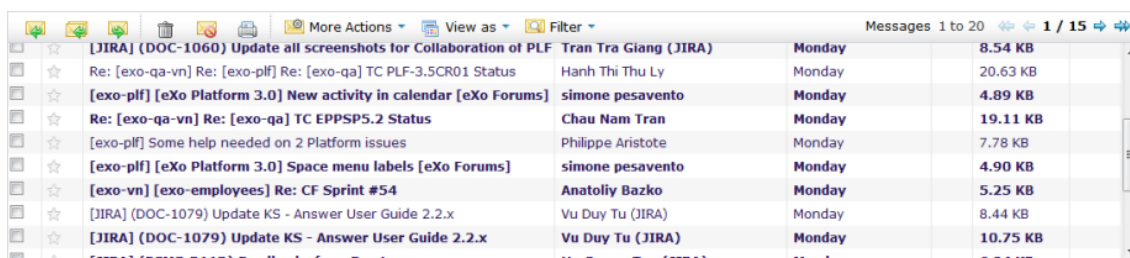 More Actions View as Filter Messages 1 to 20 1 / 15
[JIRA] (DOC-1060) Update all screenshots for Collaboration of PLF Tran Tra Giang (JIRA) Monday 8.54 KB
Re: [exo-qa-vn] Re: [exo-plf] Re: [exo-qa] TC PLF-3.5CR01 Status Hanh Thi Thu Ly Monday 20.63 KB
[exo-plf] [eXo Platform 3.0] New activity in calendar [eXo Forums] simone pesavento Monday 4.89 KB
Re: [exo-qa-vn] Re: [exo-qa] TC EPPSP5.2 Status Chau Nam Tran Monday 19.11 KB
[exo-plf] Some help needed on 2 Platform issues Philippe Aristote Monday 7.78 KB
[exo-plf] [eXo Platform 3.0] Space menu labels [eXo Forums] simone pesavento Monday 4.90 KB
[exo-vn] [exo-employees] Re: CF Sprint #54 Anatoliy Bazko Monday 5.25 KB
[JIRA] (DOC-1079) Update KS - Answer User Guide 2.2.x Vu Duy Tu (JIRA) Monday 8.44 KB
[JIRA] (DOC-1079) Update KS - Answer User Guide 2.2.x Vu Duy Tu (JIRA) Monday 10.75 KB